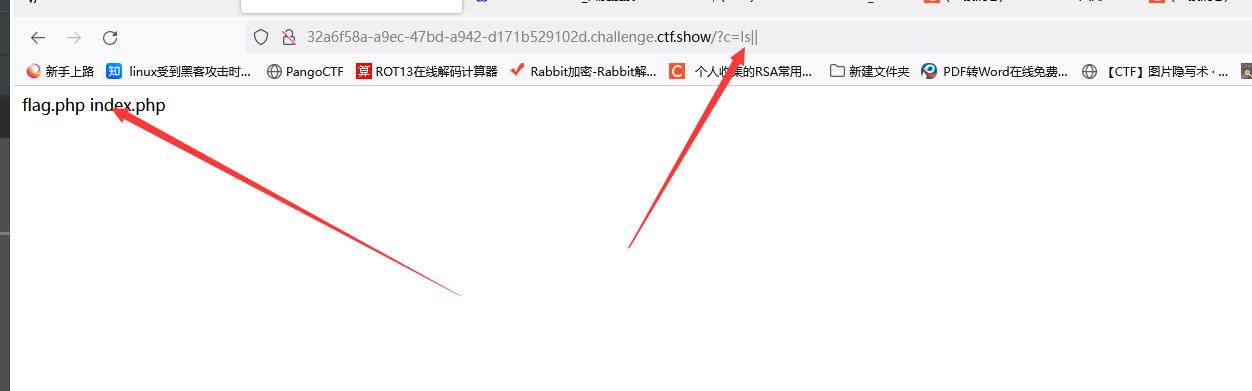 32a6f58a-a9ec-47bd-a942-d171b529102d.challenge.ctf.show/?c=ls||
新手上路 linux受到黑客攻击时... PangoCTF ROT13在线解码计算器 Rabbit加密-Rabbit解... 个人收集的RSA常用... 新建文件夹 PDF转Word在线免费... 【CTF】图片隐写术 · ...
flag.php index.php